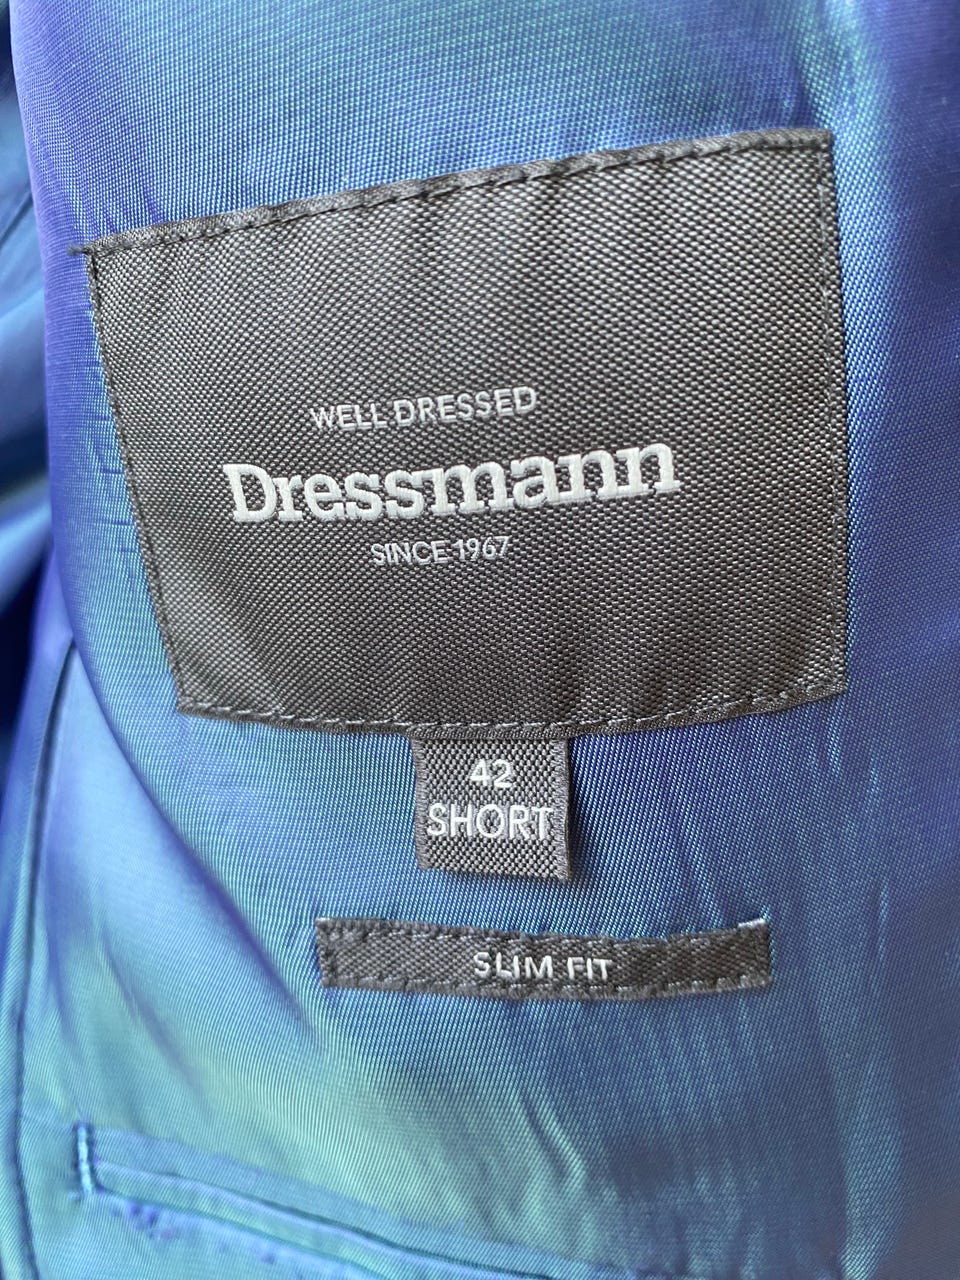 WELL DRESSED
Dressmann
SINCE 1967
42
SHORT
SLIM FIT